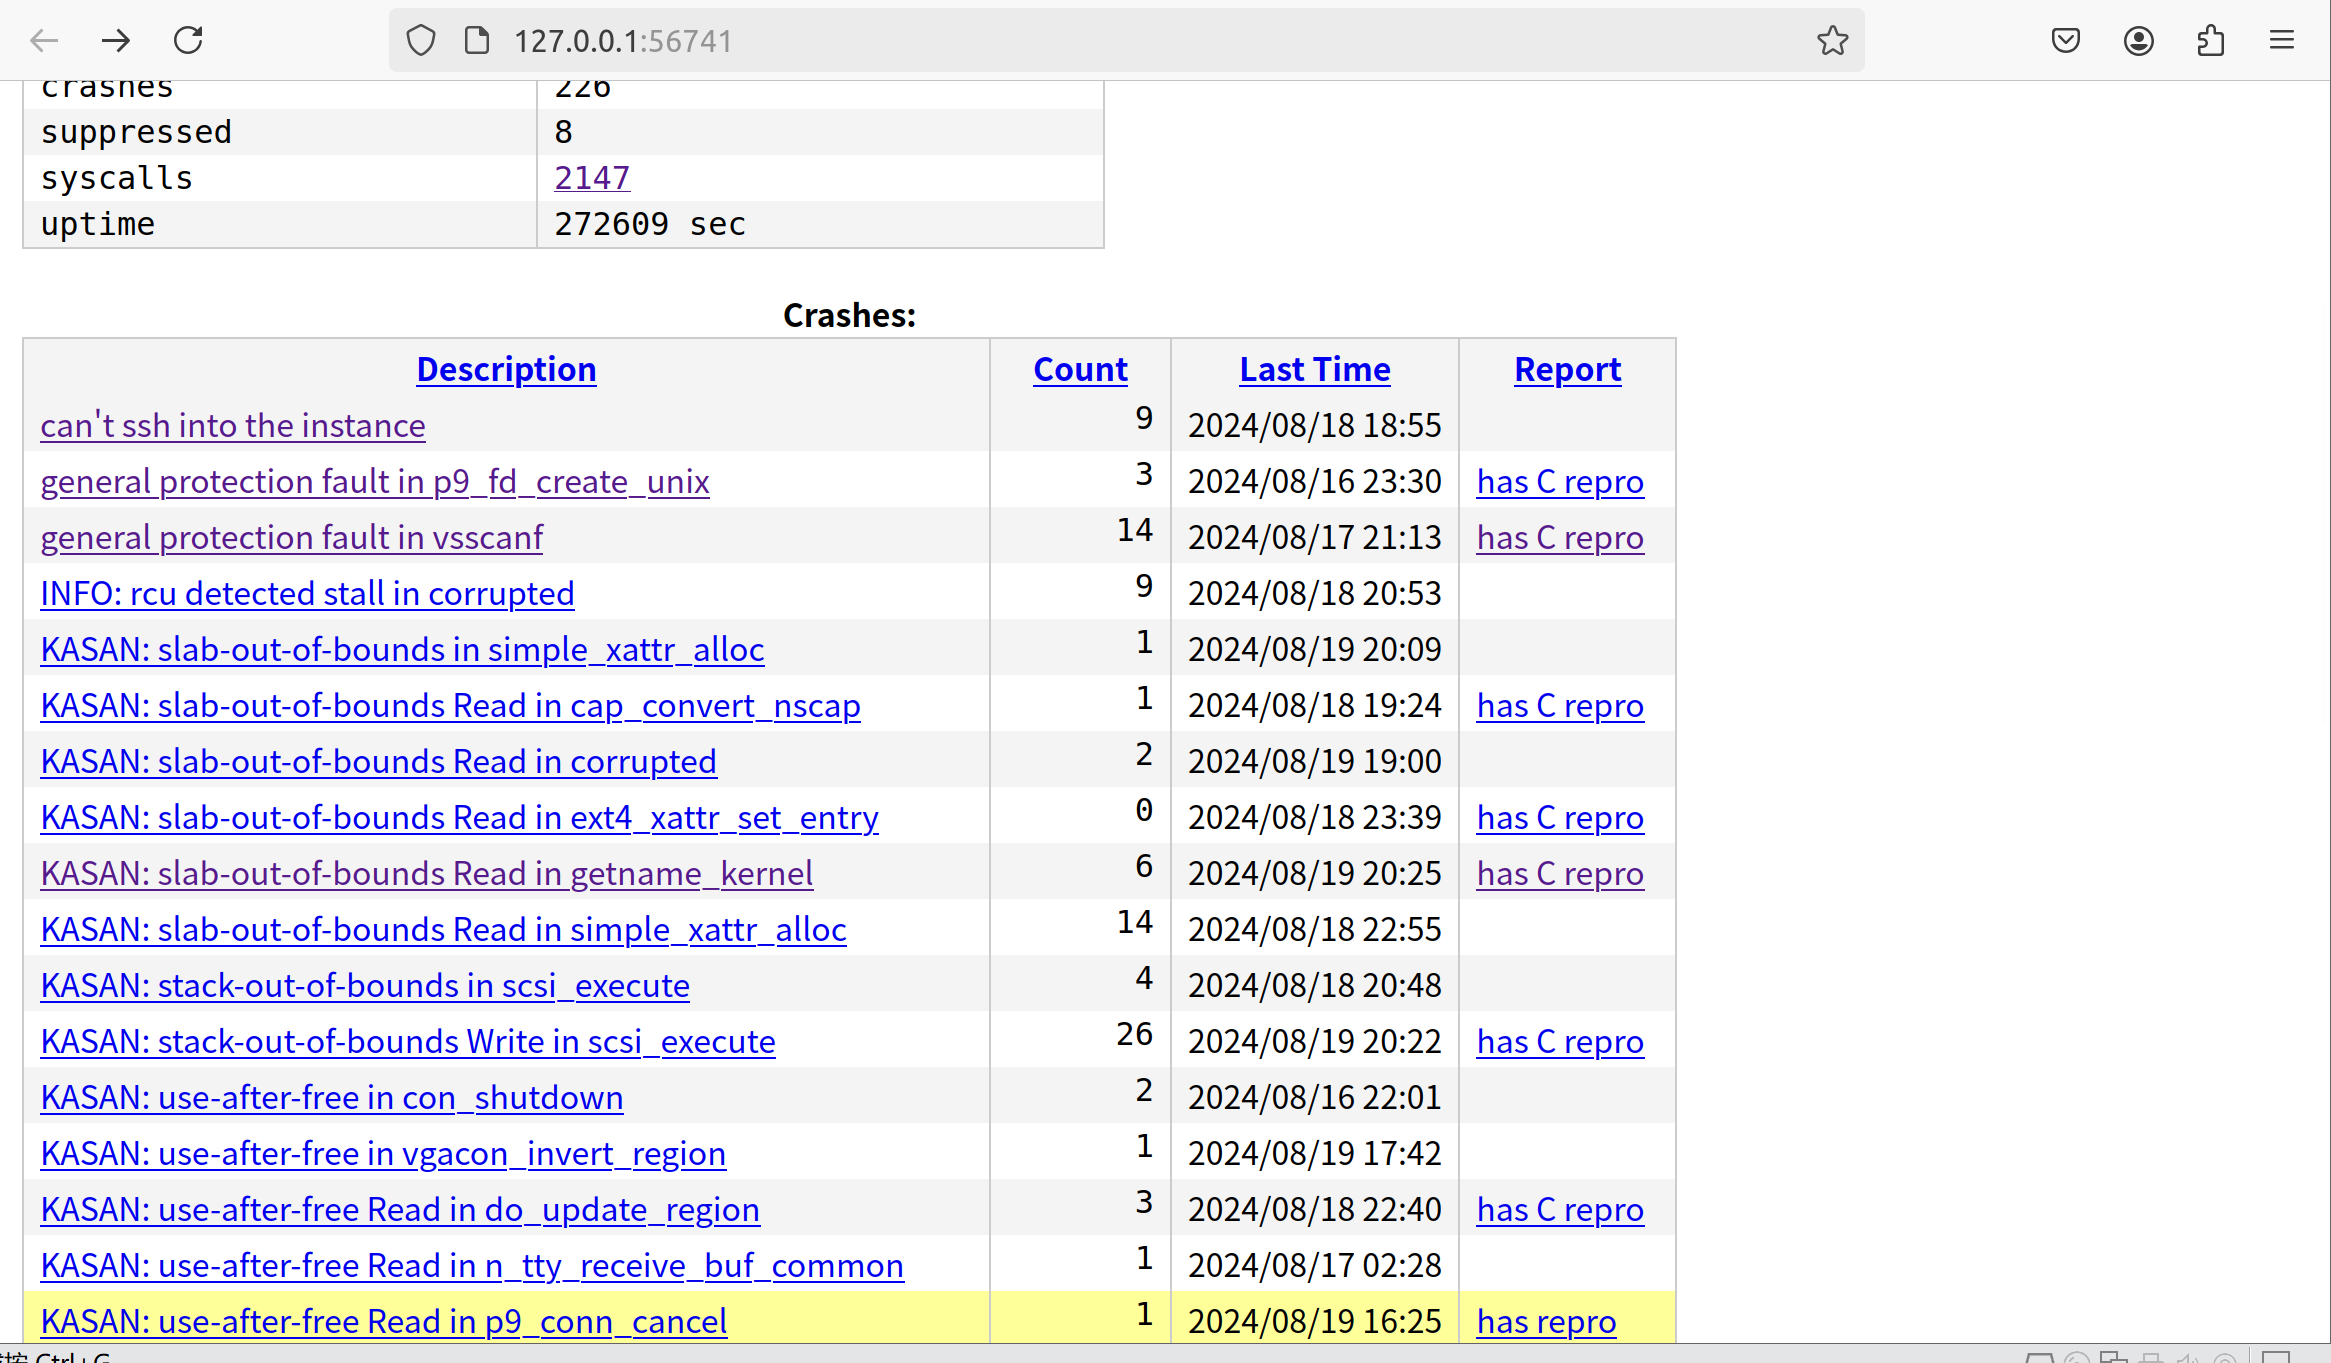 127.0.0.1:56741
crashes 226
suppressed 8
syscalls 2147
uptime 272609 sec
Crashes:
Description Count Last Time Report
can't ssh into the instance 9 2024/08/18 18:55
general protection fault in p9_fd_create_unix 3 2024/08/16 23:30 has C repro
general protection fault in vsscanf 14 2024/08/17 21:13 has C repro
INFO: rcu detected stall in corrupted 9 2024/08/18 20:53
KASAN: slab-out-of-bounds in simple_xattr_alloc 1 2024/08/19 20:09
KASAN: slab-out-of-bounds Read in cap_convert_nscap 1 2024/08/18 19:24 has C repro
KASAN: slab-out-of-bounds Read in corrupted 2 2024/08/19 19:00
KASAN: slab-out-of-bounds Read in ext4_xattr_set_entry 0 2024/08/18 23:39 has C repro
KASAN: slab-out-of-bounds Read in getname_kernel 6 2024/08/19 20:25 has C repro
KASAN: slab-out-of-bounds Read in simple_xattr_alloc 14 2024/08/18 22:55
KASAN: stack-out-of-bounds in scsi_execute 4 2024/08/18 20:48
KASAN: stack-out-of-bounds Write in scsi_execute 26 2024/08/19 20:22 has C repro
KASAN: use-after-free in con_shutdown 2 2024/08/16 22:01
KASAN: use-after-free in vgacon_invert_region 1 2024/08/19 17:42
KASAN: use-after-free Read in do_update_region 3 2024/08/18 22:40 has C repro
KASAN: use-after-free Read in n_tty_receive_buf_common 1 2024/08/17 02:28
KASAN: use-after-free Read in p9_conn_cancel 1 2024/08/19 16:25 has repro
Ctrl+G